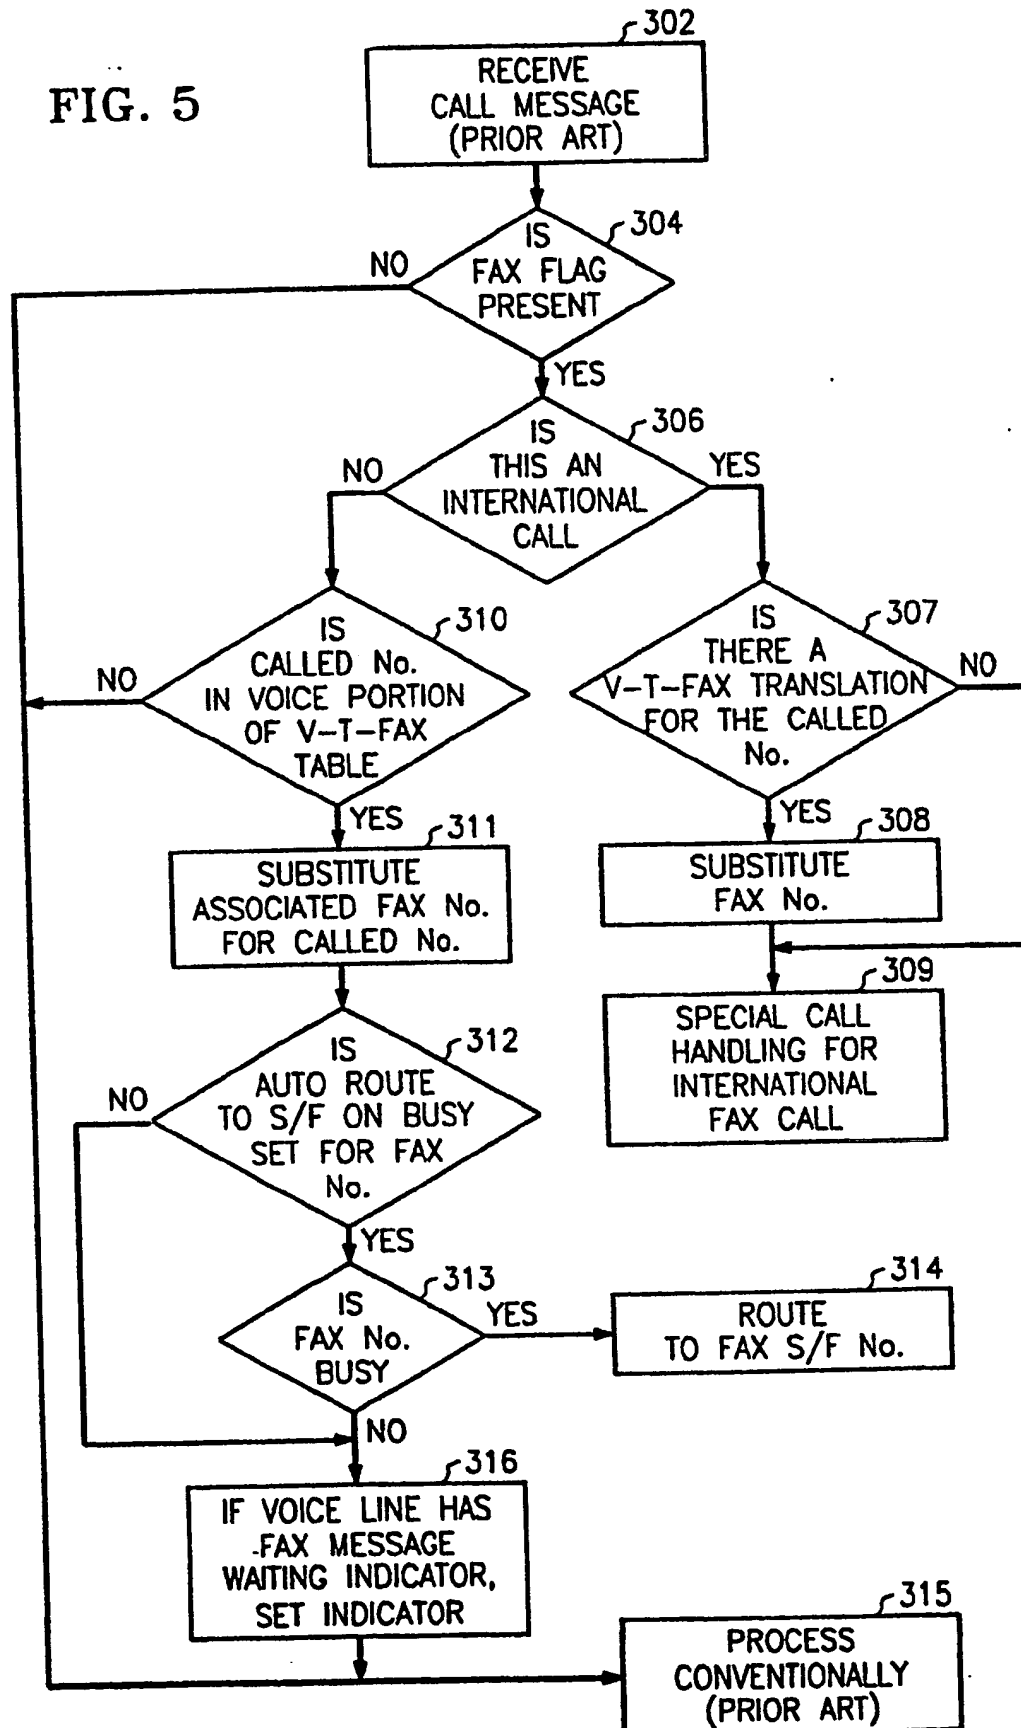 FIG. 5
302
RECEIVE
CALL MESSAGE
(PRIOR ART)
304
IS
FAX FLAG
PRESENT
NO
YES
306
IS
THIS AN
INTERNATIONAL
CALL
NO
YES
310
IS
CALLED No.
IN VOICE PORTION
OF V-T-FAX
TABLE
NO
YES
307
IS
THERE A
V-T-FAX TRANSLATION
FOR THE CALLED
No.
NO
YES
311
SUBSTITUTE
ASSOCIATED FAX No.
FOR CALLED No.
308
SUBSTITUTE
FAX No.
309
SPECIAL CALL
HANDLING FOR
INTERNATIONAL
FAX CALL
312
IS
AUTO ROUTE
TO S/F ON BUSY
SET FOR FAX
No.
NO
YES
313
IS
FAX No.
BUSY
YES
NO
314
ROUTE
TO FAX S/F No.
316
IF VOICE LINE HAS
FAX MESSAGE
WAITING INDICATOR,
SET INDICATOR
315
PROCESS
CONVENTIONALLY
(PRIOR ART)